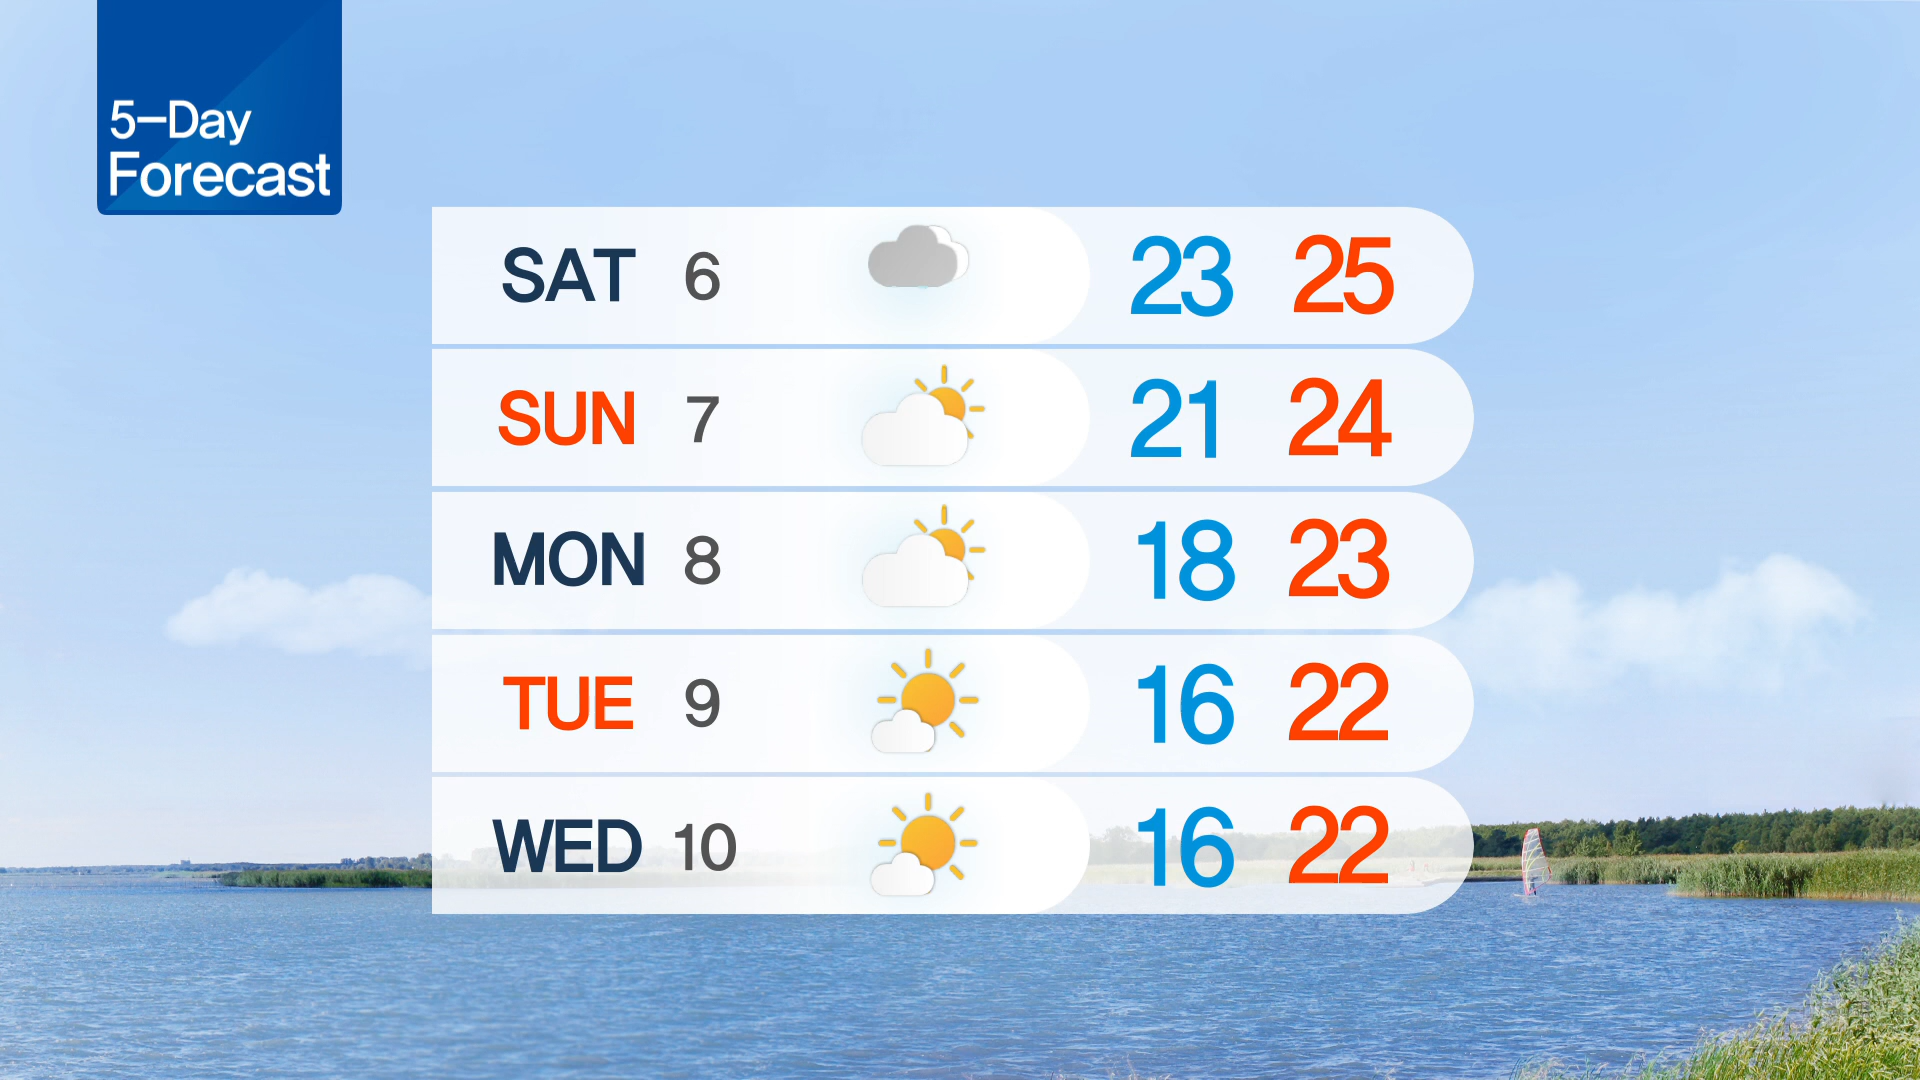 5-Day
Forecast
SAT 6 23 25
SUN 7 21 24
MON 8 18 23
TUE 9 16 22
WED 10 16 22